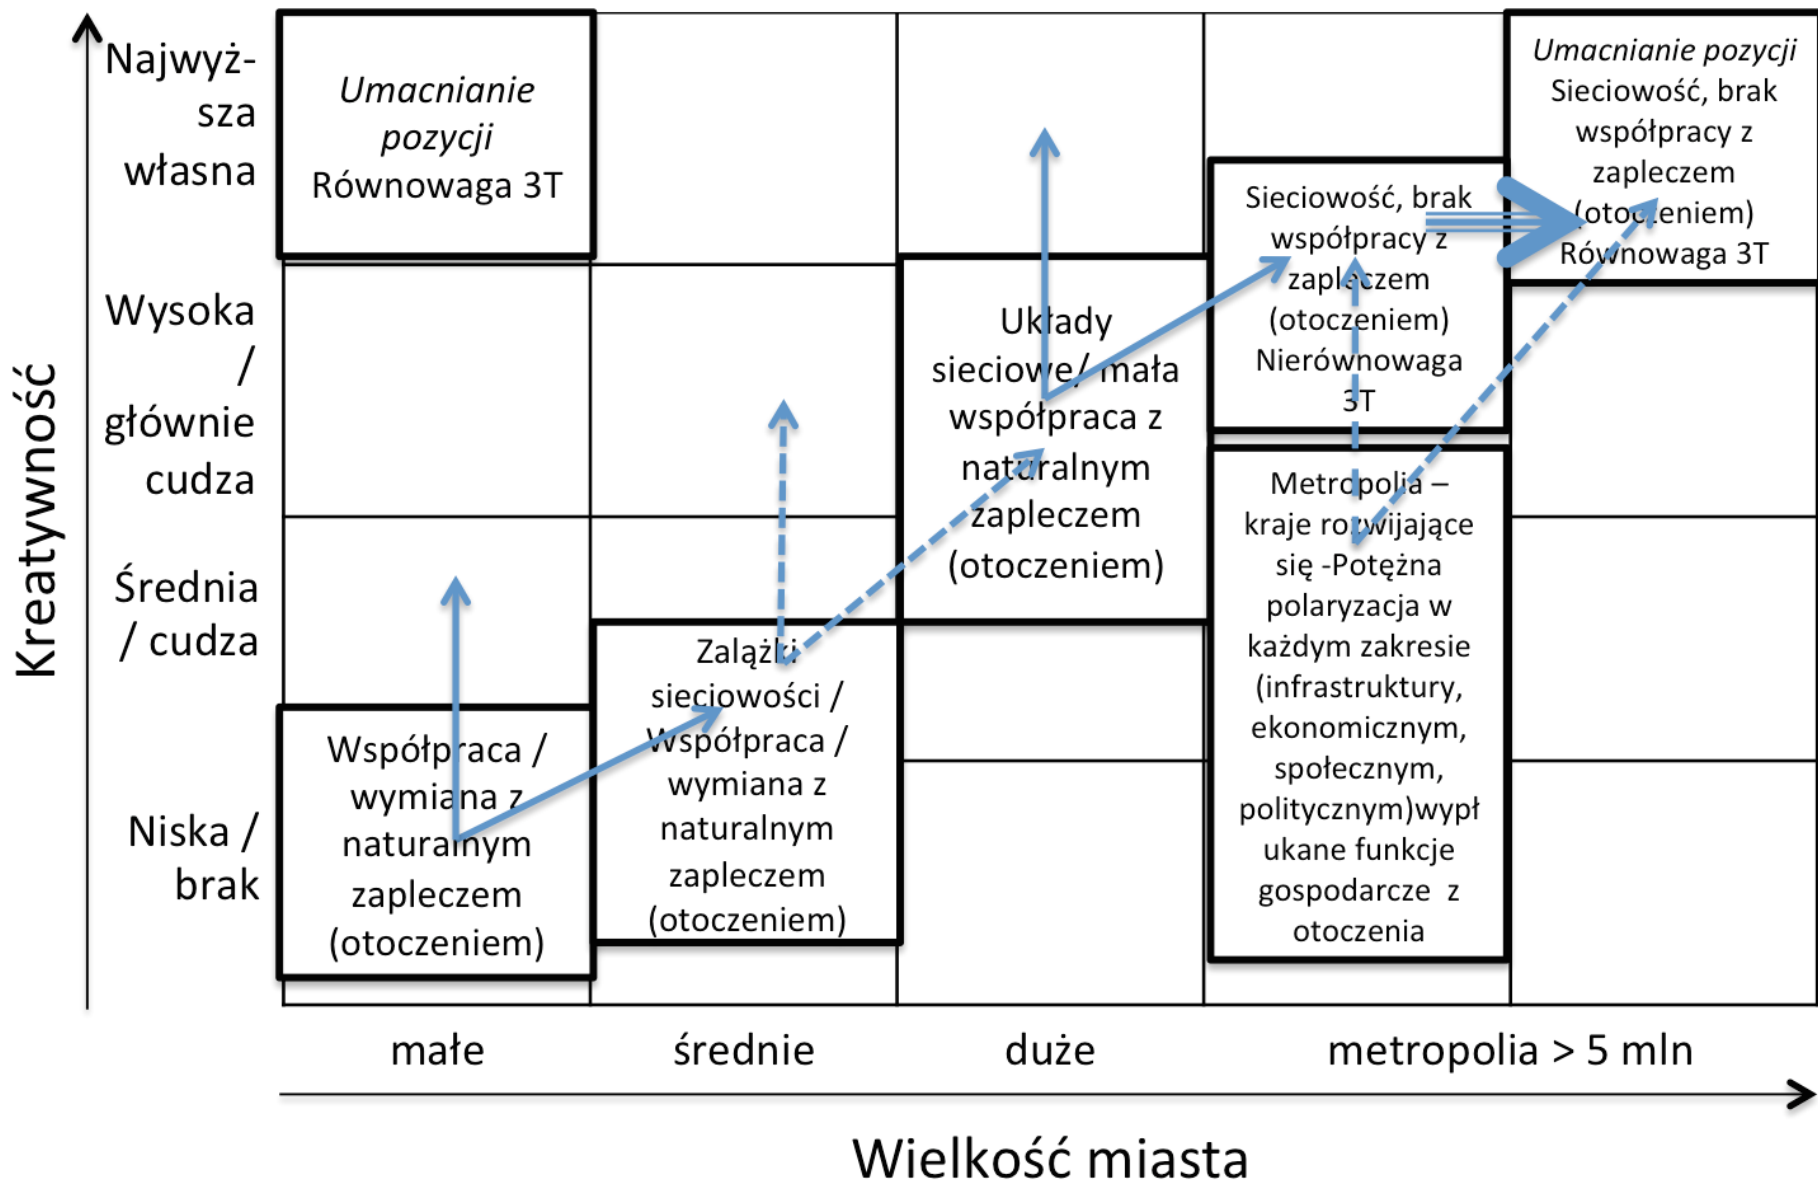 Kreatywność
Najwyż-
sza
własna
Wysoka
/
głównie
cudza
Średnia
/ cudza
Niska /
brak
Umacnianie
pozycji
Równowaga 3T
Współpraca /
wymiana z
naturalnym
zapleczem
(otoczeniem)
Zalążki
sieciowości /
Współpraca /
wymiana z
naturalnym
zapleczem
(otoczeniem)
Układy
sieciowe/ mała
współpraca z
naturalnym
zapleczem
(otoczeniem)
Sieciowość, brak
współpracy z
zapleczem
(otoczeniem)
Nierównowaga
3T
Metropolia –
kraje rozwijające
się -Potężna
polaryzacja w
każdym zakresie
(infrastruktury,
ekonomicznym,
społecznym,
politycznym)wypł
ukane funkcje
gospodarcze z
otoczenia
Umacnianie pozycji
Sieciowość, brak
współpracy z
zapleczem
(otoczeniem)
Równowaga 3T
małe
średnie
duże
metropolia > 5 mln
Wielkość miasta